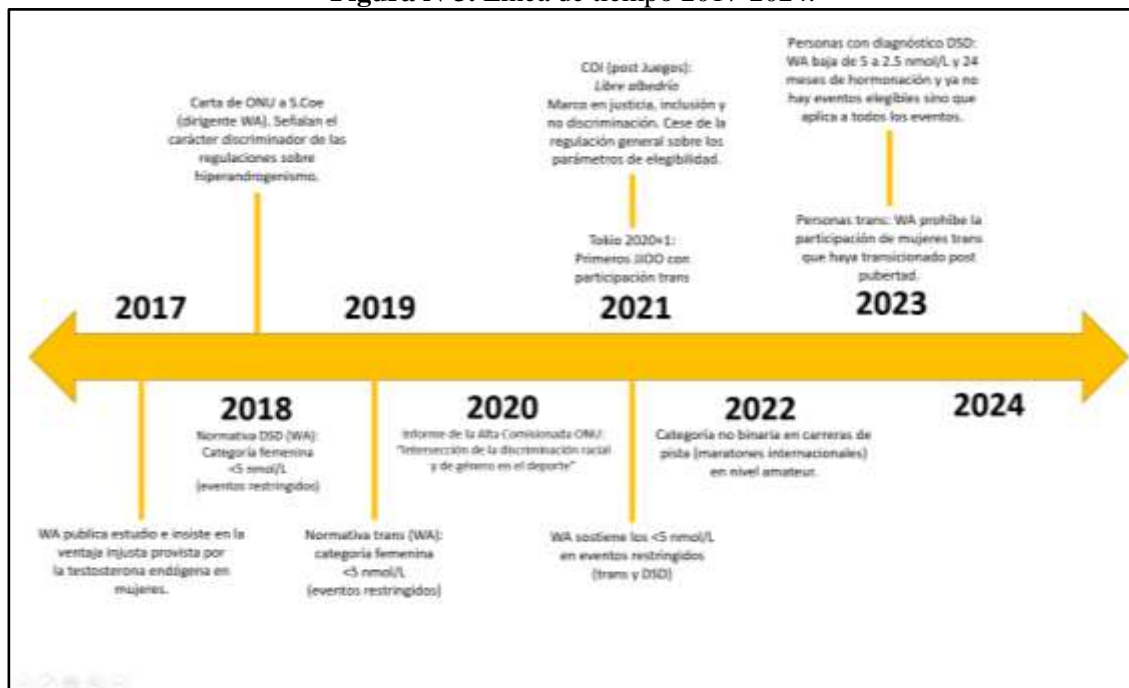 Figura N°3. Línea de tiempo 2017-2024.
Carta de ONU a S.Coe
(dirigente WA). Señalan el
carácter discriminador de las
regulaciones sobre
hiperandrogenismo.
COI (post Juegos):
Libre albedrío
Marco en justicia, inclusión y
no discriminación. Cese de la
regulación general sobre los
parámetros de elegibilidad.
Tokio 2020+1:
Primeros JJOO con
participación trans
Personas con diagnóstico DSD:
WA baja de 5 a 2.5 nmol/L y 24
meses de hormonación y ya no
hay eventos elegibles sino que
aplica a todos los eventos.
Personas trans: WA prohíbe la
participación de mujeres trans
que haya transicionado post
pubertad.
2017
2019
2021
2023
2018
Normativa DSD (WA):
Categoría femenina
<5 nmol/L
(eventos restringidos)
2020
Informe de la Alta Comisionada ONU:
"Intersección de la discriminación racial
y de género en el deporte"
2022
Categoría no binaria en carreras de
pista (maratones internacionales)
en nivel amateur.
2024
WA publica estudio e insiste en la
ventaja injusta provista por
la testosterona endógena en
mujeres.
Normativa trans (WA):
categoría femenina
<5 nmol/L
(eventos restringidos)
WA sostiene los <5 nmol/L
en eventos restringidos
(trans y DSD)